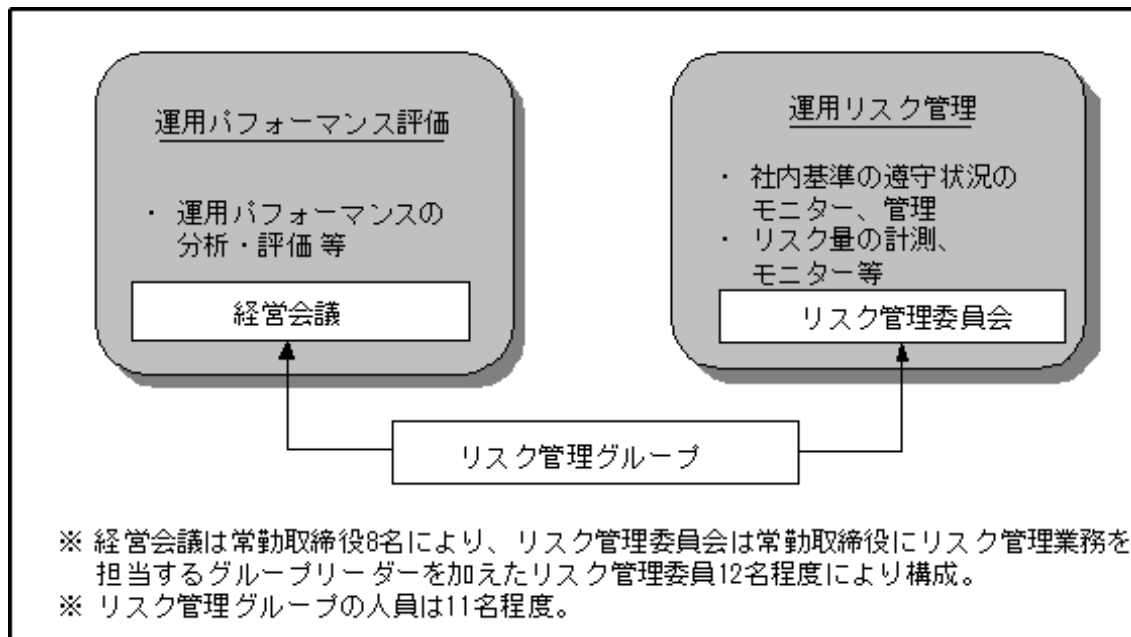 運用パフォーマンス評価
・ 運用パフォーマンスの
分析・評価 等
経営会議
運用リスク管理
・ 社内基準の遵守状況の
モニター、管理
・ リスク量の計測、
モニター等
リスク管理委員会
リスク管理グループ
※ 経営会議は常勤取締役8名により、リスク管理委員会は常勤取締役にリスク管理業務を
担当するグループリーダーを加えたリスク管理委員12名程度により構成。
※ リスク管理グループの人員は11名程度。